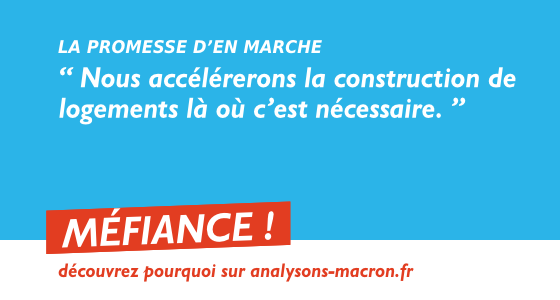 LA PROMESSE D’EN MARCHE
“ Nous accélérerons la construction de
logements là où c’est nécessaire. ”
MÉFIANCE !
découvrez pourquoi sur analysons-macron.fr